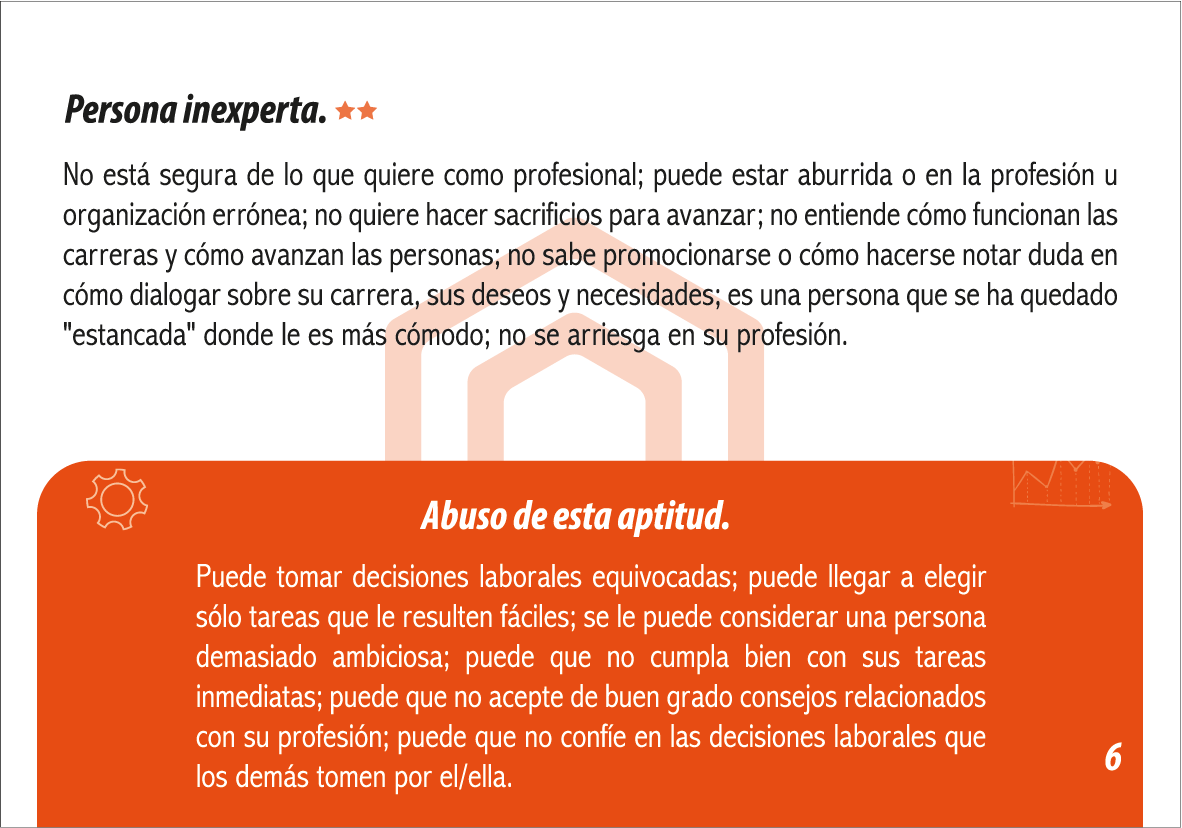 Persona inexperta.
No está segura de lo que quiere como profesional; puede estar aburrida o en la profesión u
organización errónea; no quiere hacer sacrificios para avanzar; no entiende cómo funcionan las
carreras y cómo avanzan las personas; no sabe promocionarse o cómo hacerse notar duda en
cómo dialogar sobre su carrera, sus deseos y necesidades; es una persona que se ha quedado
"estancada" donde le es más cómodo; no se arriesga en su profesión.
Abuso de esta aptitud.
Puede tomar decisiones laborales equivocadas; puede llegar a elegir
sólo tareas que le resulten fáciles; se le puede considerar una persona
demasiado ambiciosa; puede que no cumpla bien con sus tareas
inmediatas; puede que no acepte de buen grado consejos relacionados
con su profesión; puede que no confíe en las decisiones laborales que
los demás tomen por el/ella.
6